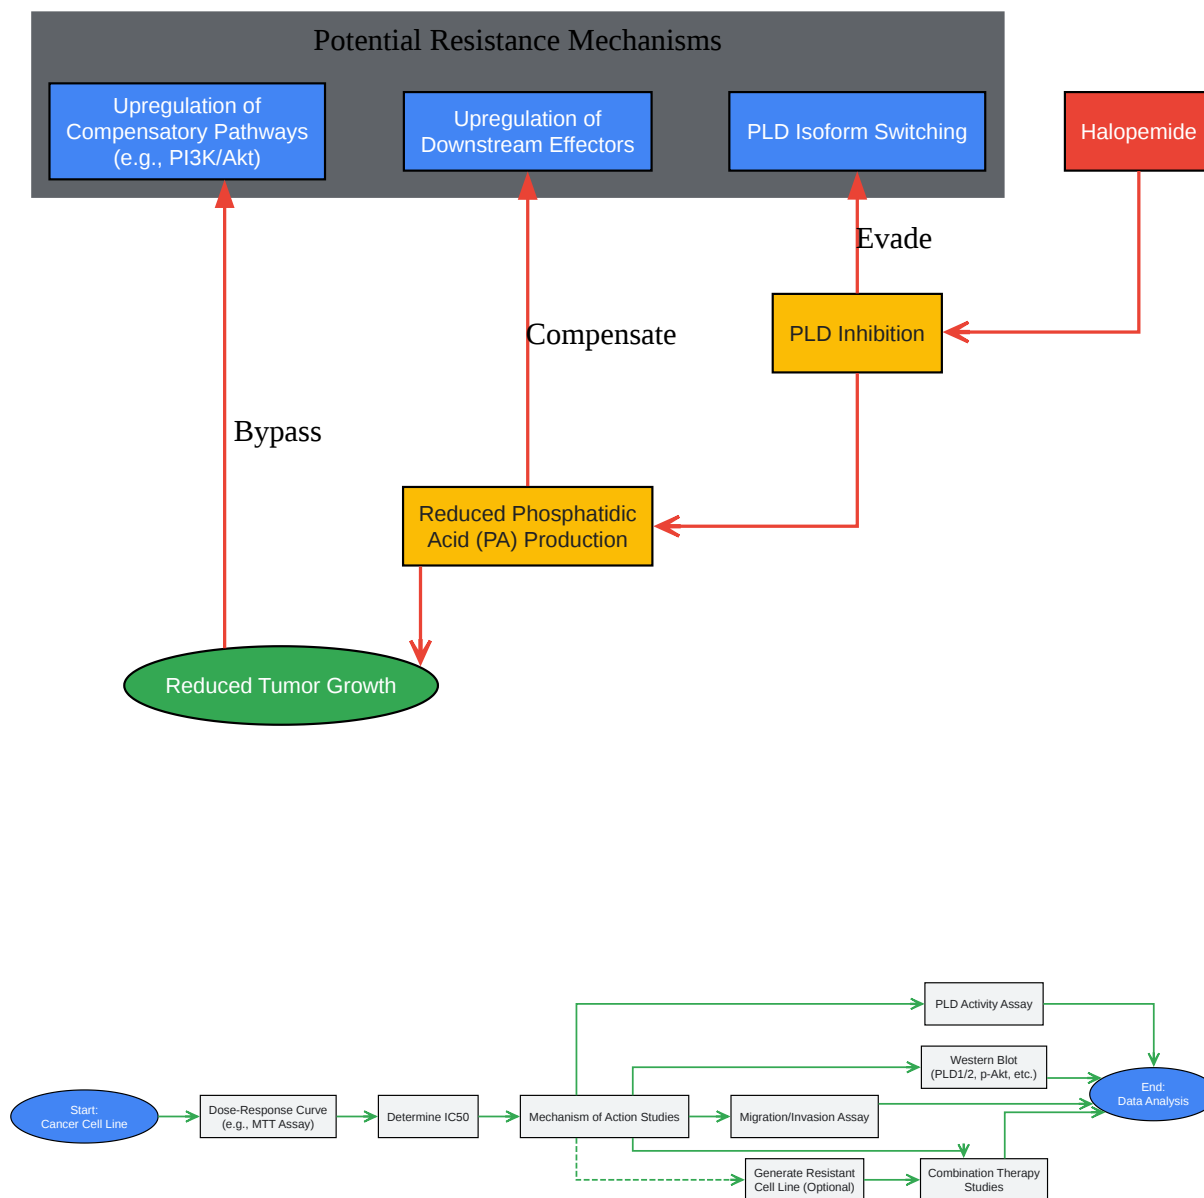 Potential Resistance Mechanisms
Upregulation of
Compensatory Pathways
(e.g., PI3K/Akt)
Upregulation of
Downstream Effectors
PLD Isoform Switching
Halopemide
Evade
PLD Inhibition
Compensate
Bypass
Reduced Phosphatidic
Acid (PA) Production
Reduced Tumor Growth
Start:
Cancer Cell Line
Dose-Response Curve
(e.g., MTT Assay)
Determine IC50
Mechanism of Action Studies
PLD Activity Assay
Western Blot
(PLD1/2, p-Akt, etc.)
Migration/Invasion Assay
Generate Resistant
Cell Line (Optional)
Combination Therapy
Studies
End:
Data Analysis